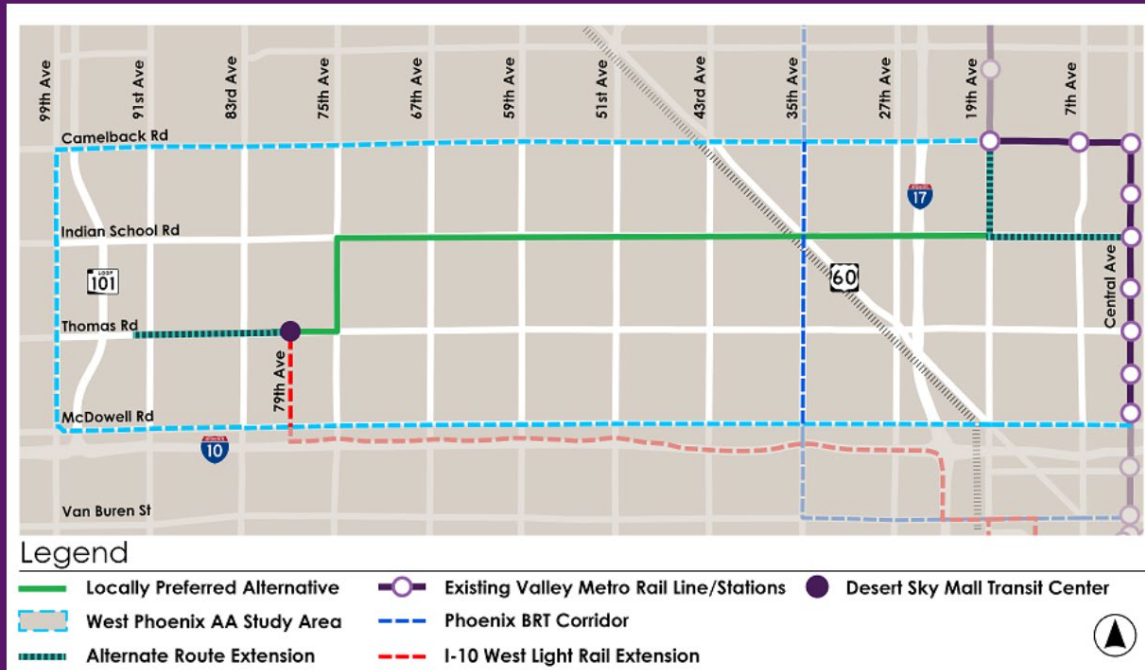 99th Ave
91st Ave
83rd Ave
75th Ave
67th Ave
59th Ave
51st Ave
43rd Ave
35th Ave
27th Ave
19th Ave
7th Ave
Camelback Rd
17
Indian School Rd
LOOP
101
60
Central Ave
Thomas Rd
79th Ave
McDowell Rd
10
Van Buren St
Legend
Locally Preferred Alternative
Existing Valley Metro Rail Line/Stations
Desert Sky Mall Transit Center
West Phoenix AA Study Area
Phoenix BRT Corridor
Alternate Route Extension
I-10 West Light Rail Extension